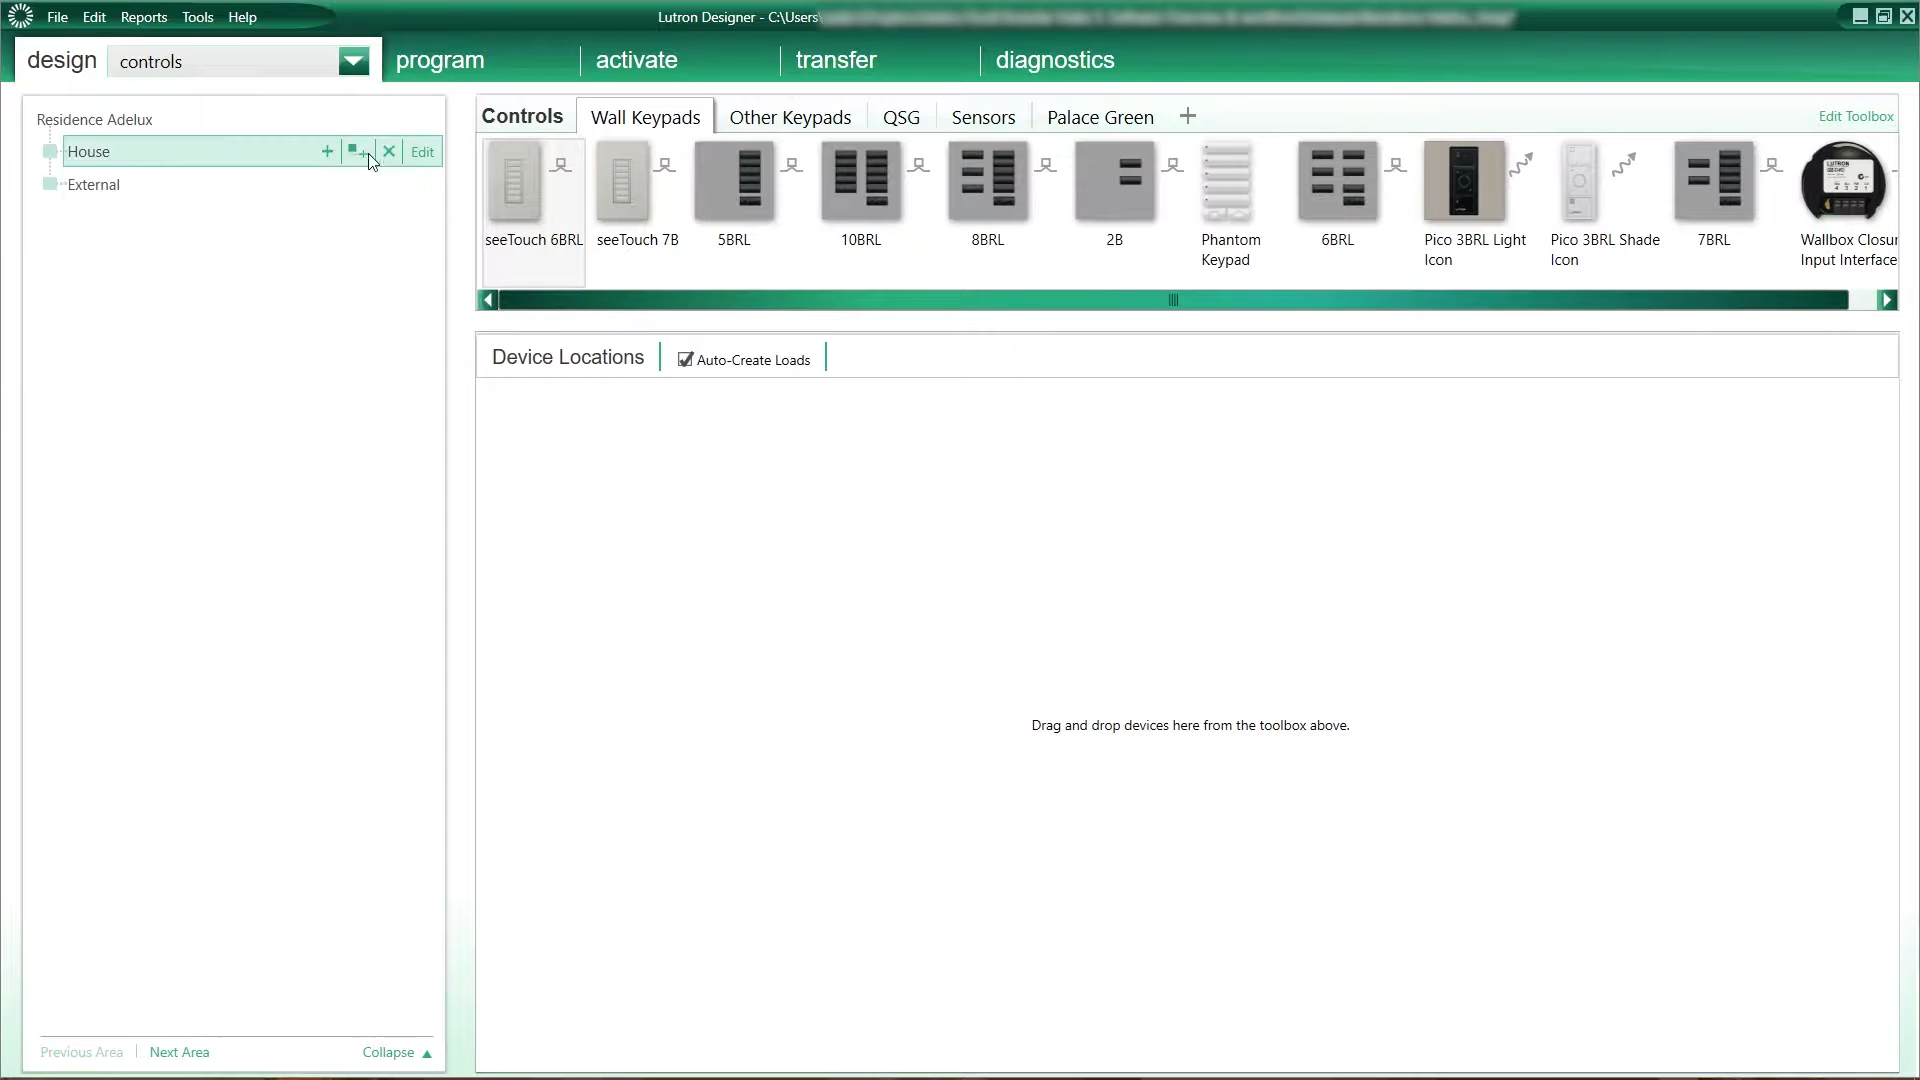 File Edit Reports Tools Help
Lutron Designer - C:\Users\
design controls program activate transfer diagnostics
Residence Adelux
House Edit
External
Controls Wall Keypads Other Keypads QSG Sensors Palace Green + Edit Toolbox
seeTouch 6BRL seeTouch 7B 5BRL 10BRL 8BRL 2B Phantom 6BRL Pico 3BRL Light Pico 3BRL Shade 7BRL Wallbox Closur
Keypad Icon Icon Input Interface
Device Locations Auto-Create Loads
Drag and drop devices here from the toolbox above.
Previous Area Next Area Collapse